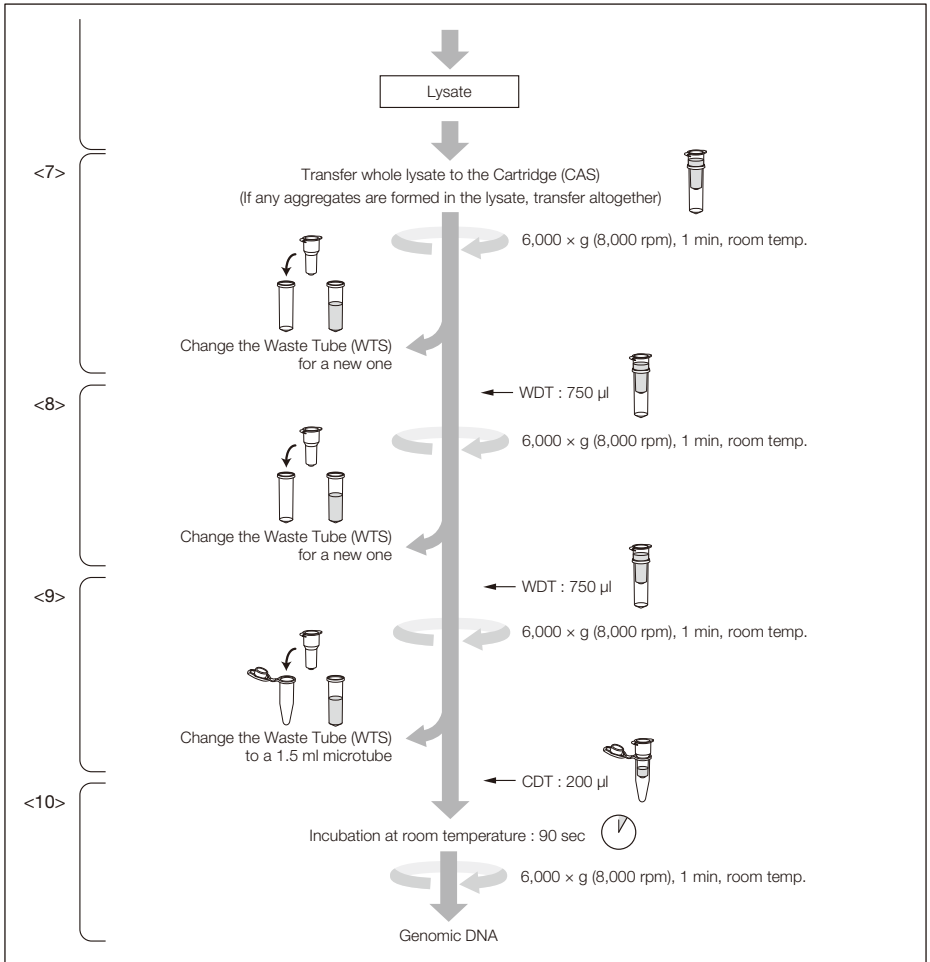 Lysate
<7>
Transfer whole lysate to the Cartridge (CAS)
(If any aggregates are formed in the lysate, transfer altogether)
6,000 × g (8,000 rpm), 1 min, room temp.
Change the Waste Tube (WTS)
for a new one
<8>
WDT : 750 µl
6,000 × g (8,000 rpm), 1 min, room temp.
Change the Waste Tube (WTS)
for a new one
<9>
WDT : 750 µl
6,000 × g (8,000 rpm), 1 min, room temp.
Change the Waste Tube (WTS)
to a 1.5 ml microtube
<10>
CDT : 200 µl
Incubation at room temperature : 90 sec
6,000 × g (8,000 rpm), 1 min, room temp.
Genomic DNA